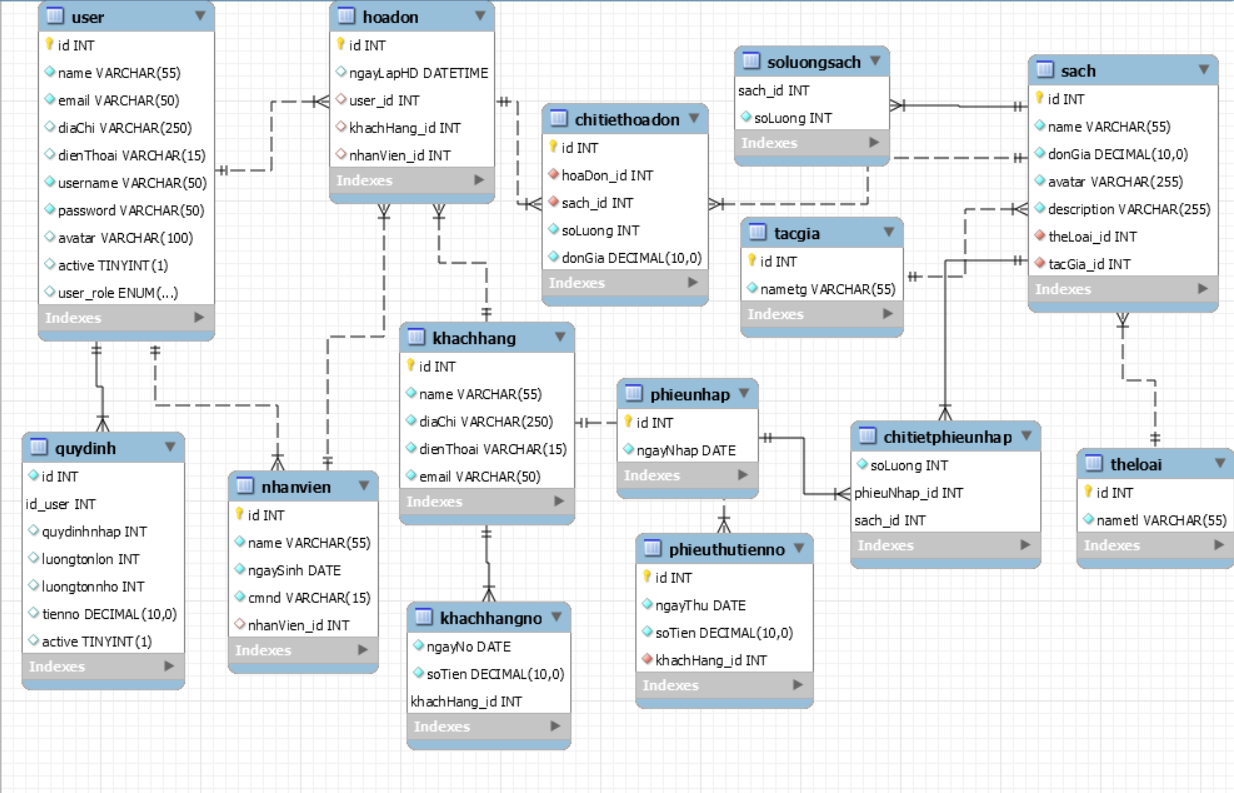 user
id INT
name VARCHAR(55)
email VARCHAR(50)
diaChi VARCHAR(250)
dienThoai VARCHAR(15)
username VARCHAR(50)
password VARCHAR(50)
avatar VARCHAR(100)
active TINYINT(1)
user_role ENUM(...)
Indexes
hoadon
id INT
ngayLapHD DATETIME
user_id INT
khachHang_id INT
nhanVien_id INT
Indexes
chitiethoadon
id INT
hoaDon_id INT
sach_id INT
soLuong INT
donGia DECIMAL(10,0)
Indexes
soluongsach
sach_id INT
soLuong INT
Indexes
sach
id INT
name VARCHAR(55)
donGia DECIMAL(10,0)
avatar VARCHAR(255)
description VARCHAR(255)
theLoai_id INT
tacGia_id INT
Indexes
tacgia
id INT
nametg VARCHAR(55)
Indexes
khachhang
id INT
name VARCHAR(55)
diaChi VARCHAR(250)
dienThoai VARCHAR(15)
email VARCHAR(50)
Indexes
phieunhap
id INT
ngayNhap DATE
Indexes
chitietphieunhap
soLuong INT
phieuNhap_id INT
sach_id INT
Indexes
theloai
id INT
nametl VARCHAR(55)
Indexes
quydinh
id INT
id_user INT
quydinhnhap INT
luongtonlon INT
luongtonnho INT
tienno DECIMAL(10,0)
active TINYINT(1)
Indexes
nhanvien
id INT
name VARCHAR(55)
ngaySinh DATE
cmnd VARCHAR(15)
nhanVien_id INT
Indexes
khachhangno
ngayNo DATE
soTien DECIMAL(10,0)
khachHang_id INT
Indexes
phieuthutienno
id INT
ngayThu DATE
soTien DECIMAL(10,0)
khachHang_id INT
Indexes